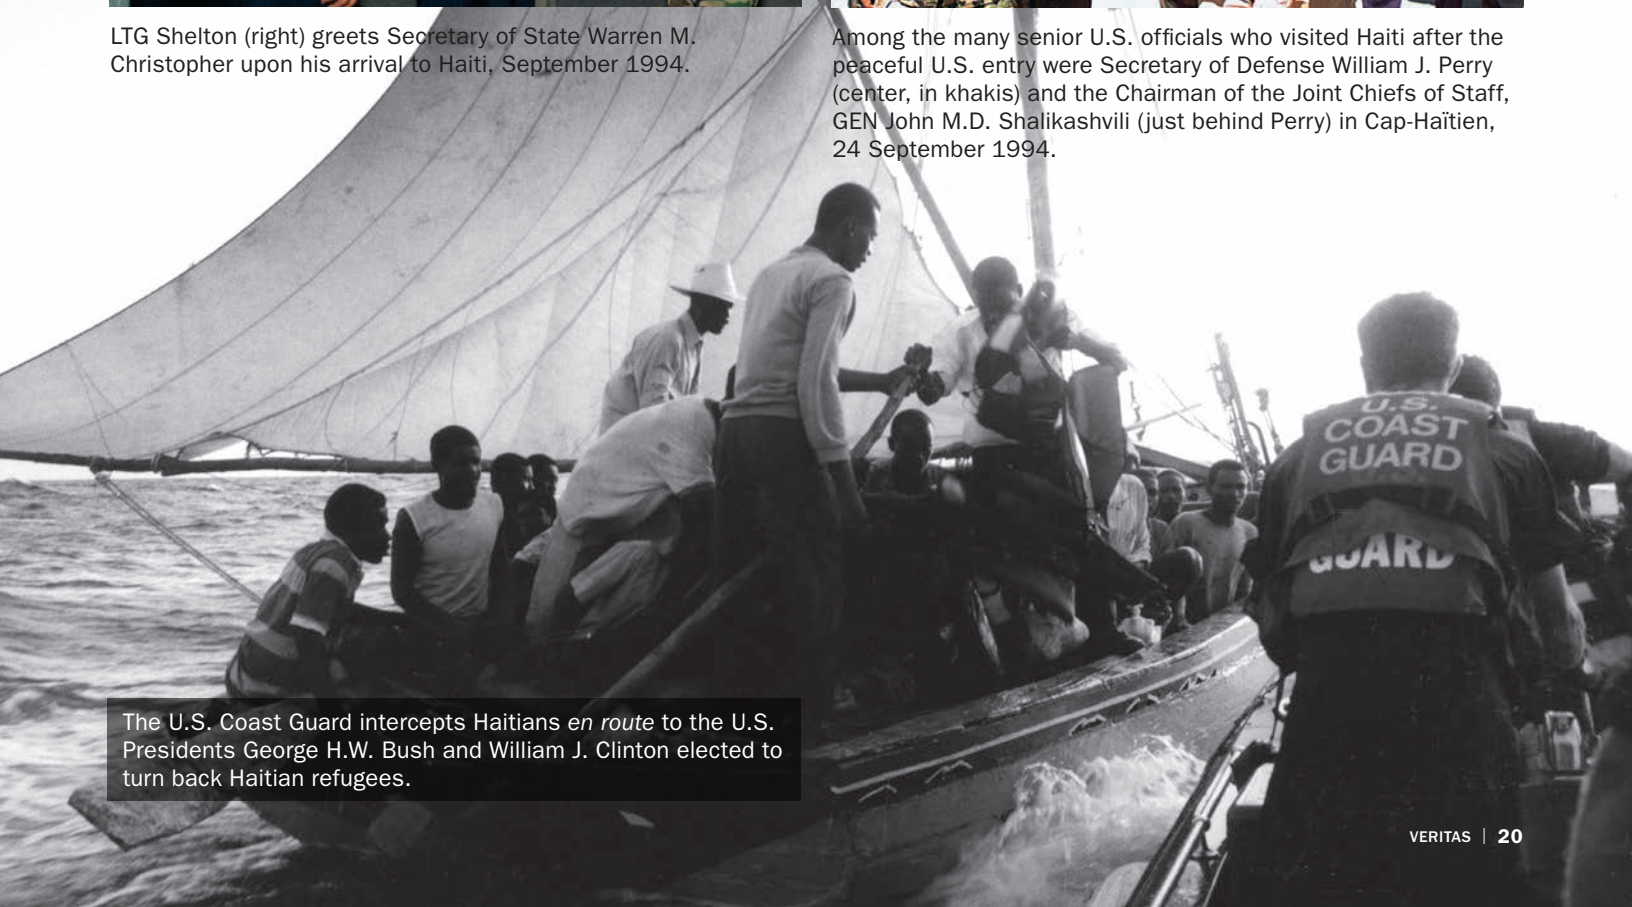 LTG Shelton (right) greets Secretary of State Warren M.
Christopher upon his arrival to Haiti, September 1994.
Among the many senior U.S. officials who visited Haiti after the
peaceful U.S. entry were Secretary of Defense William J. Perry
(center, in khakis) and the Chairman of the Joint Chiefs of Staff,
GEN John M.D. Shalikashvili (just behind Perry) in Cap-Haïtien,
24 September 1994.
U.S.
COAST
GUARD
GUARD
The U.S. Coast Guard intercepts Haitians en route to the U.S.
Presidents George H.W. Bush and William J. Clinton elected to
turn back Haitian refugees.
VERITAS | 20